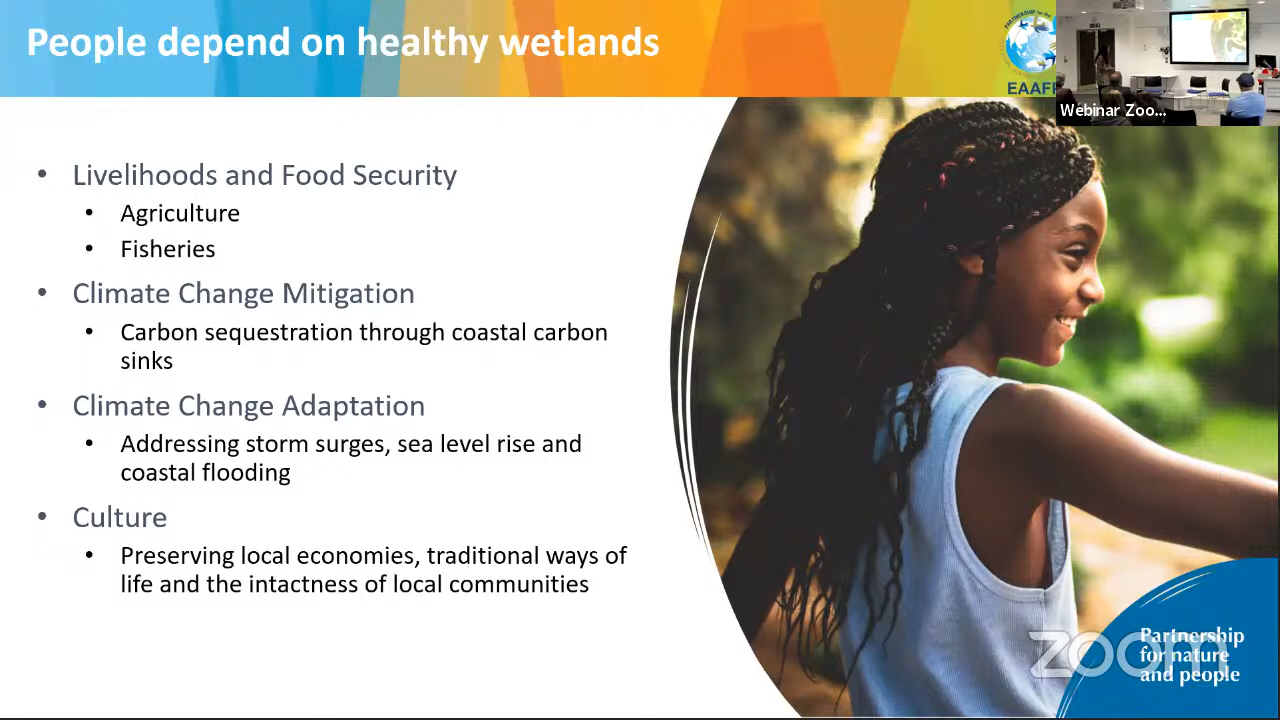 People depend on healthy wetlands
EAAF
Webinar Zoo...
• Livelihoods and Food Security
• Agriculture
• Fisheries
• Climate Change Mitigation
• Carbon sequestration through coastal carbon
sinks
• Climate Change Adaptation
• Addressing storm surges, sea level rise and
coastal flooding
• Culture
• Preserving local economies, traditional ways of
life and the intactness of local communities
Partnership
for nature
and people
zoom